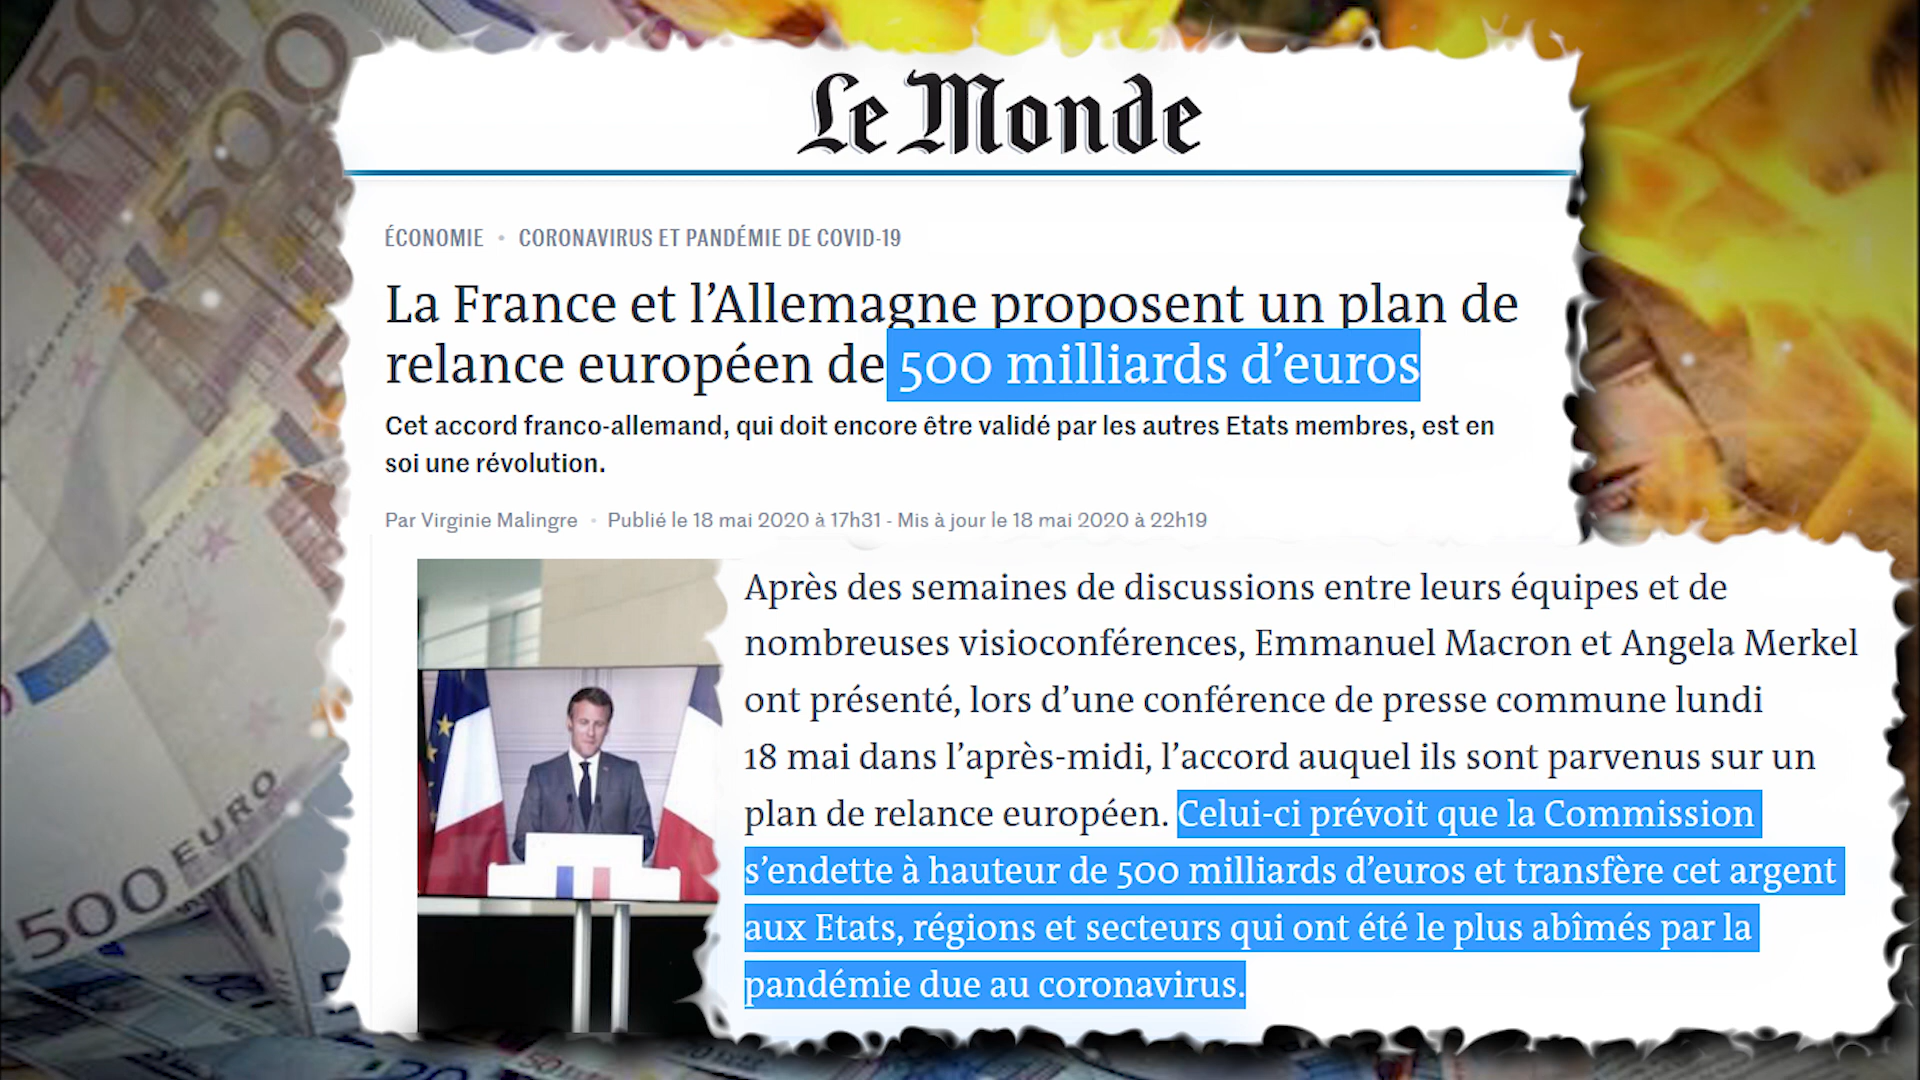 Le Monde
ÉCONOMIE • CORONAVIRUS ET PANDÉMIE DE COVID-19
La France et l’Allemagne proposent un plan de
relance européen de 500 milliards d’euros
Cet accord franco-allemand, qui doit encore être validé par les autres Etats membres, est en
soi une révolution.
Par Virginie Malingre • Publié le 18 mai 2020 à 17h31 - Mis à jour le 18 mai 2020 à 22h19
Après des semaines de discussions entre leurs équipes et de
nombreuses visioconférences, Emmanuel Macron et Angela Merkel
ont présenté, lors d’une conférence de presse commune lundi
18 mai dans l’après-midi, l’accord auquel ils sont parvenus sur un
plan de relance européen. Celui-ci prévoit que la Commission
s’endette à hauteur de 500 milliards d’euros et transfère cet argent
aux Etats, régions et secteurs qui ont été le plus abîmés par la
pandémie due au coronavirus.
500
500 EURO